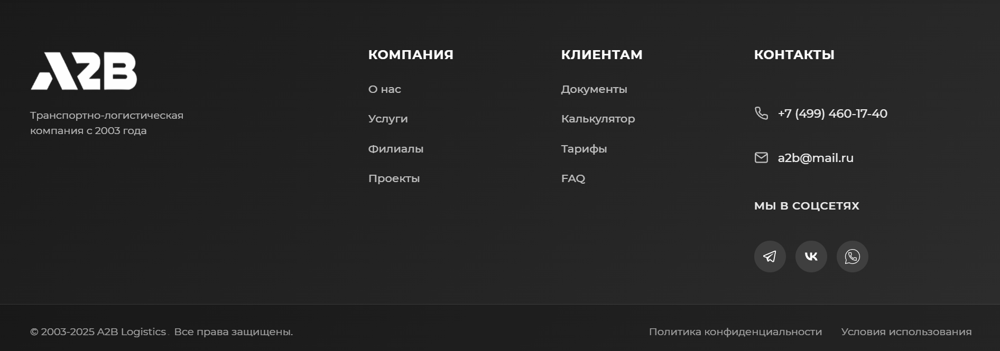 A2B
Транспортно-логистическая
компания с 2003 года
КОМПАНИЯ
О нас
Услуги
Филиалы
Проекты
КЛИЕНТАМ
Документы
Калькулятор
Тарифы
FAQ
КОНТАКТЫ
+7 (499) 460-17-40
a2b@mail.ru
МЫ В СОЦСЕТЯХ
© 2003-2025 A2B Logistics. Все права защищены.
Политика конфиденциальности
Условия использования